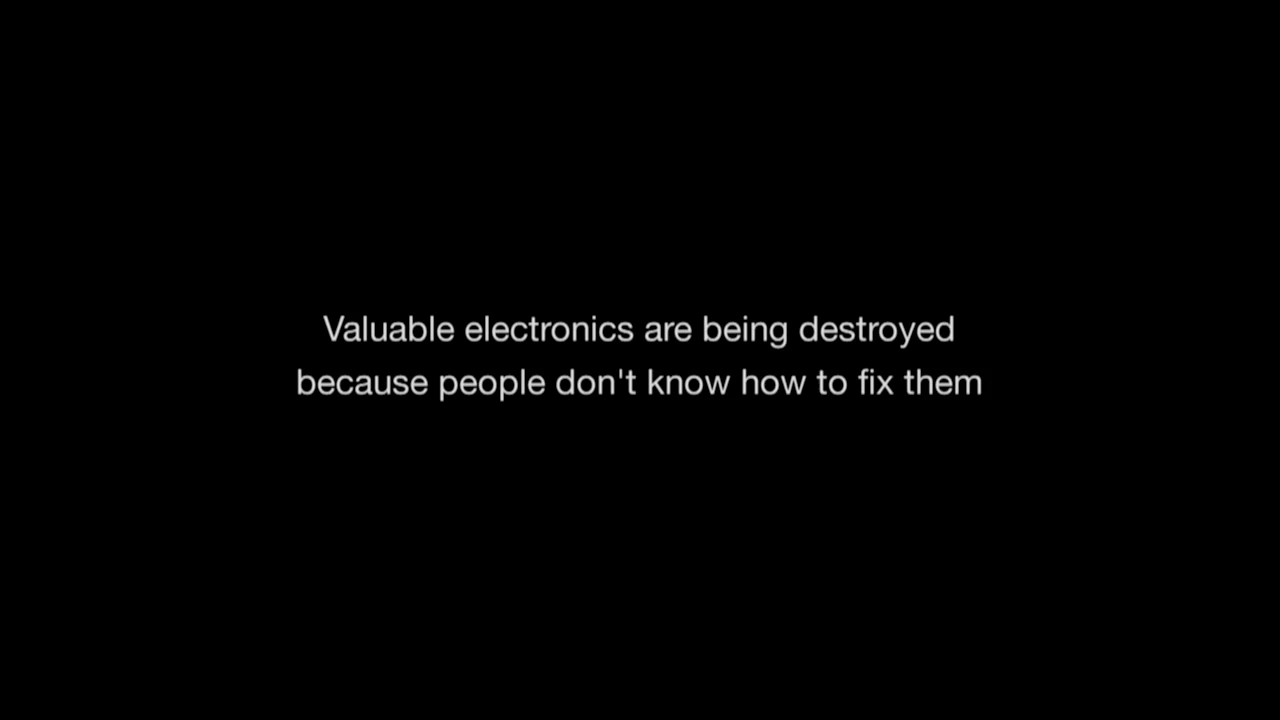 Valuable electronics are being destroyed
because people don't know how to fix them